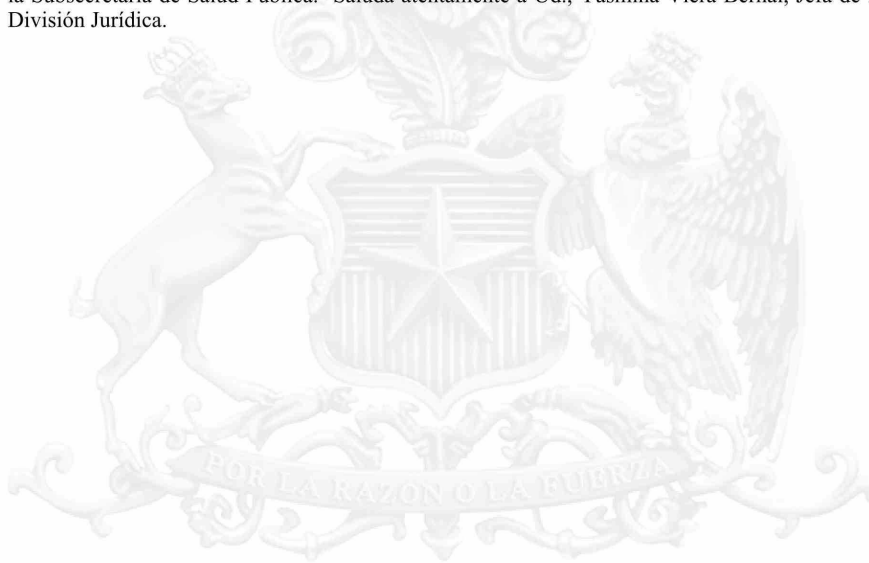 la Subsecretaría de Salud Pública.- Saluda atentamente a Ud., Yasmina Viera Bernal, Jefa de
División Jurídica.
POR LA RAZÓN O LA FUERZA